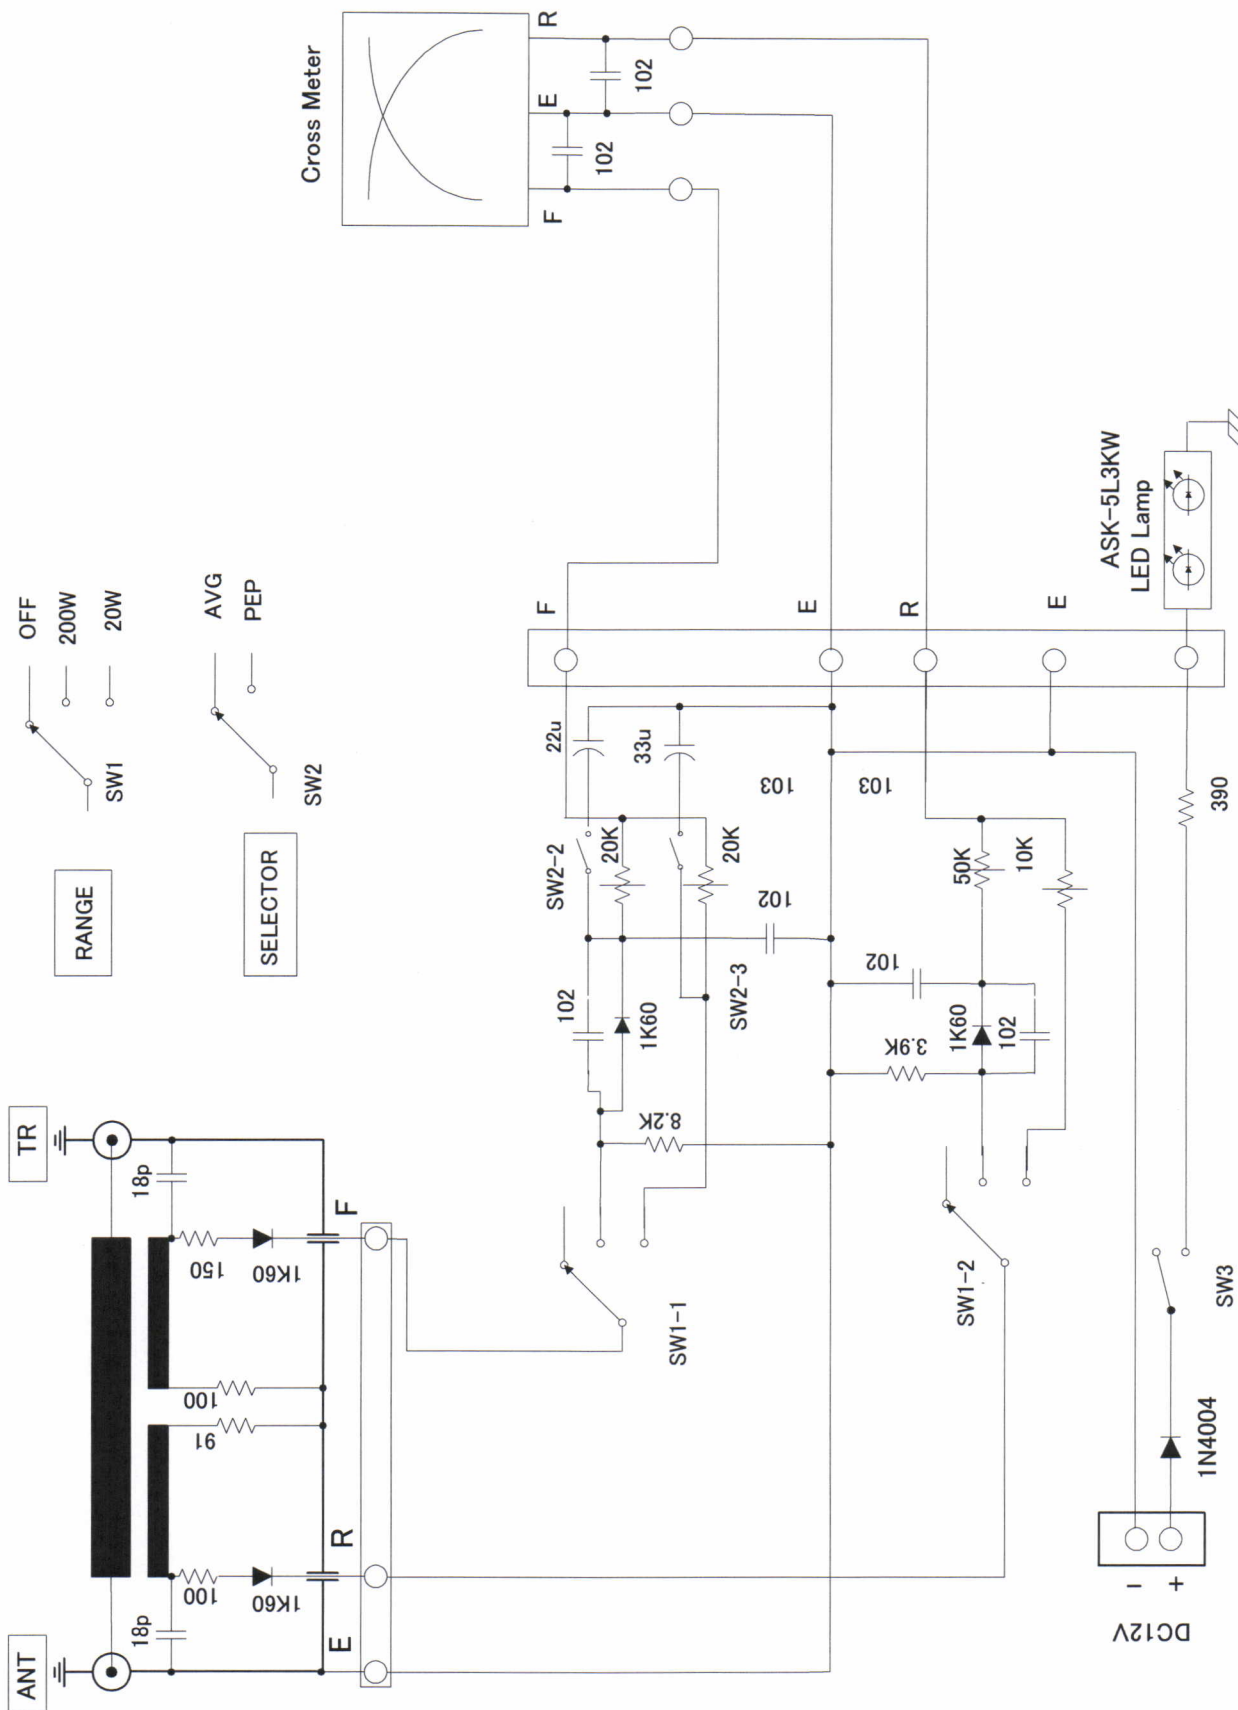 Cross Meter
R
E
F
102
102
OFF
200W
20W
SW1
RANGE
AVG
PEP
SW2
SELECTOR
ASK-5L3KW
LED Lamp
F
E
R
E
22u
33u
103
103
SW2-2
20K
20K
102
SW2-3
102
1K60
8.2K
50K
10K
102
1K60
102
3.9K
390
TR
18p
150
1K60
F
100
91
R
100
1K60
18p
E
ANT
SW1-1
SW1-2
SW3
1N4004
-
+
DC12V